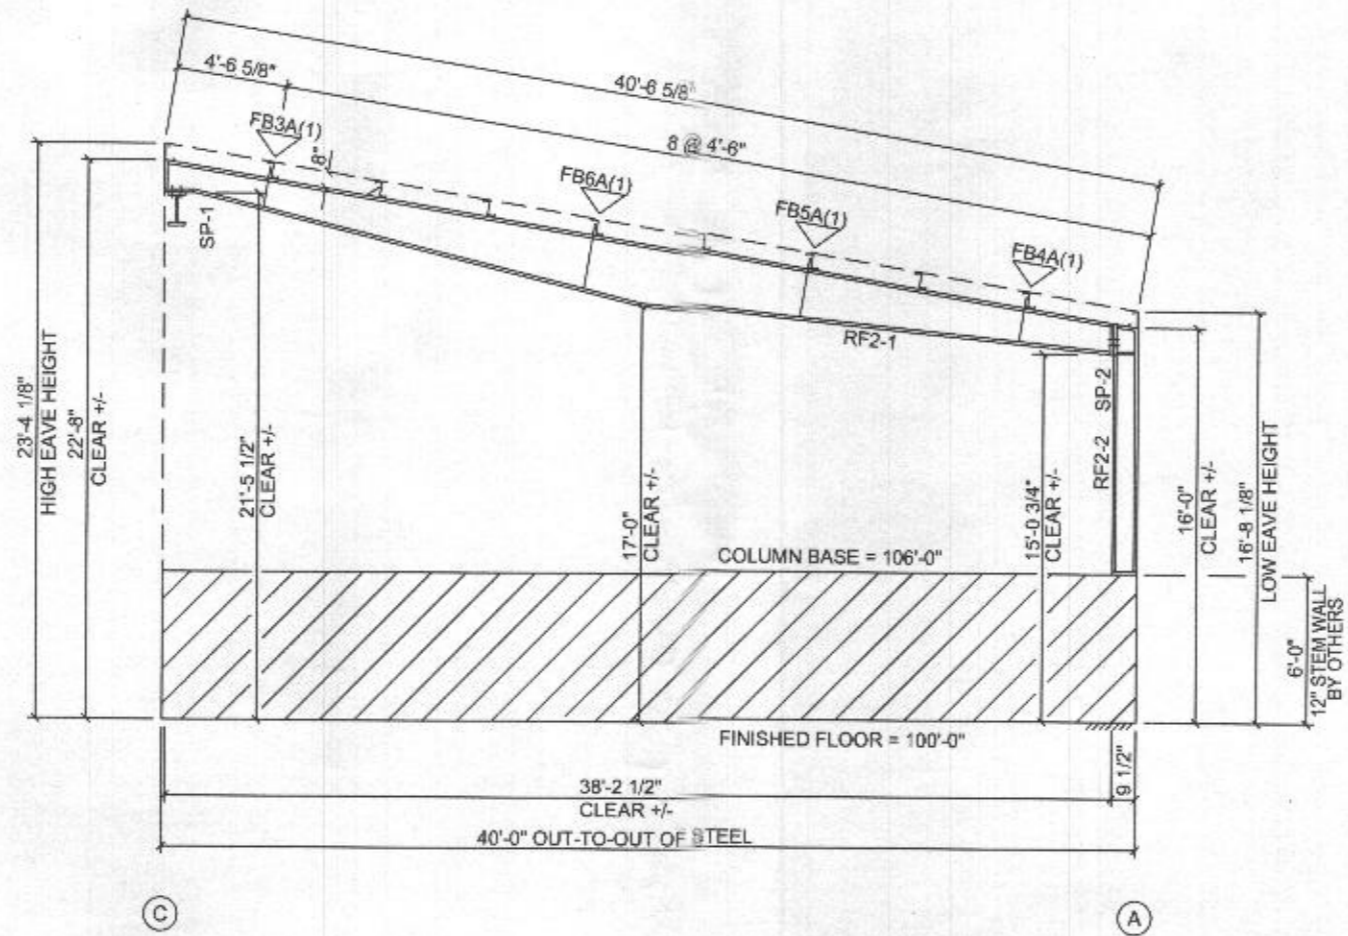 4'-6 5/8"
40'-6 5/8"
8 @ 4'-6"
FB3A(1)
8"
FB6A(1)
FB5A(1)
FB4A(1)
SP-1
RF2-1
SP-2
RF2-2
23'-4 1/8"
HIGH EAVE HEIGHT
22'-8"
CLEAR +/-
21'-5 1/2"
CLEAR +/-
17'-0"
CLEAR +/-
15'-0 3/4"
CLEAR +/-
16'-0"
CLEAR +/-
16'-8 1/8"
LOW EAVE HEIGHT
COLUMN BASE = 106'-0"
6'-0"
12" STEM WALL
BY OTHERS
FINISHED FLOOR = 100'-0"
38'-2 1/2"
CLEAR +/-
9 1/2"
40'-0" OUT-TO-OUT OF STEEL
C
A